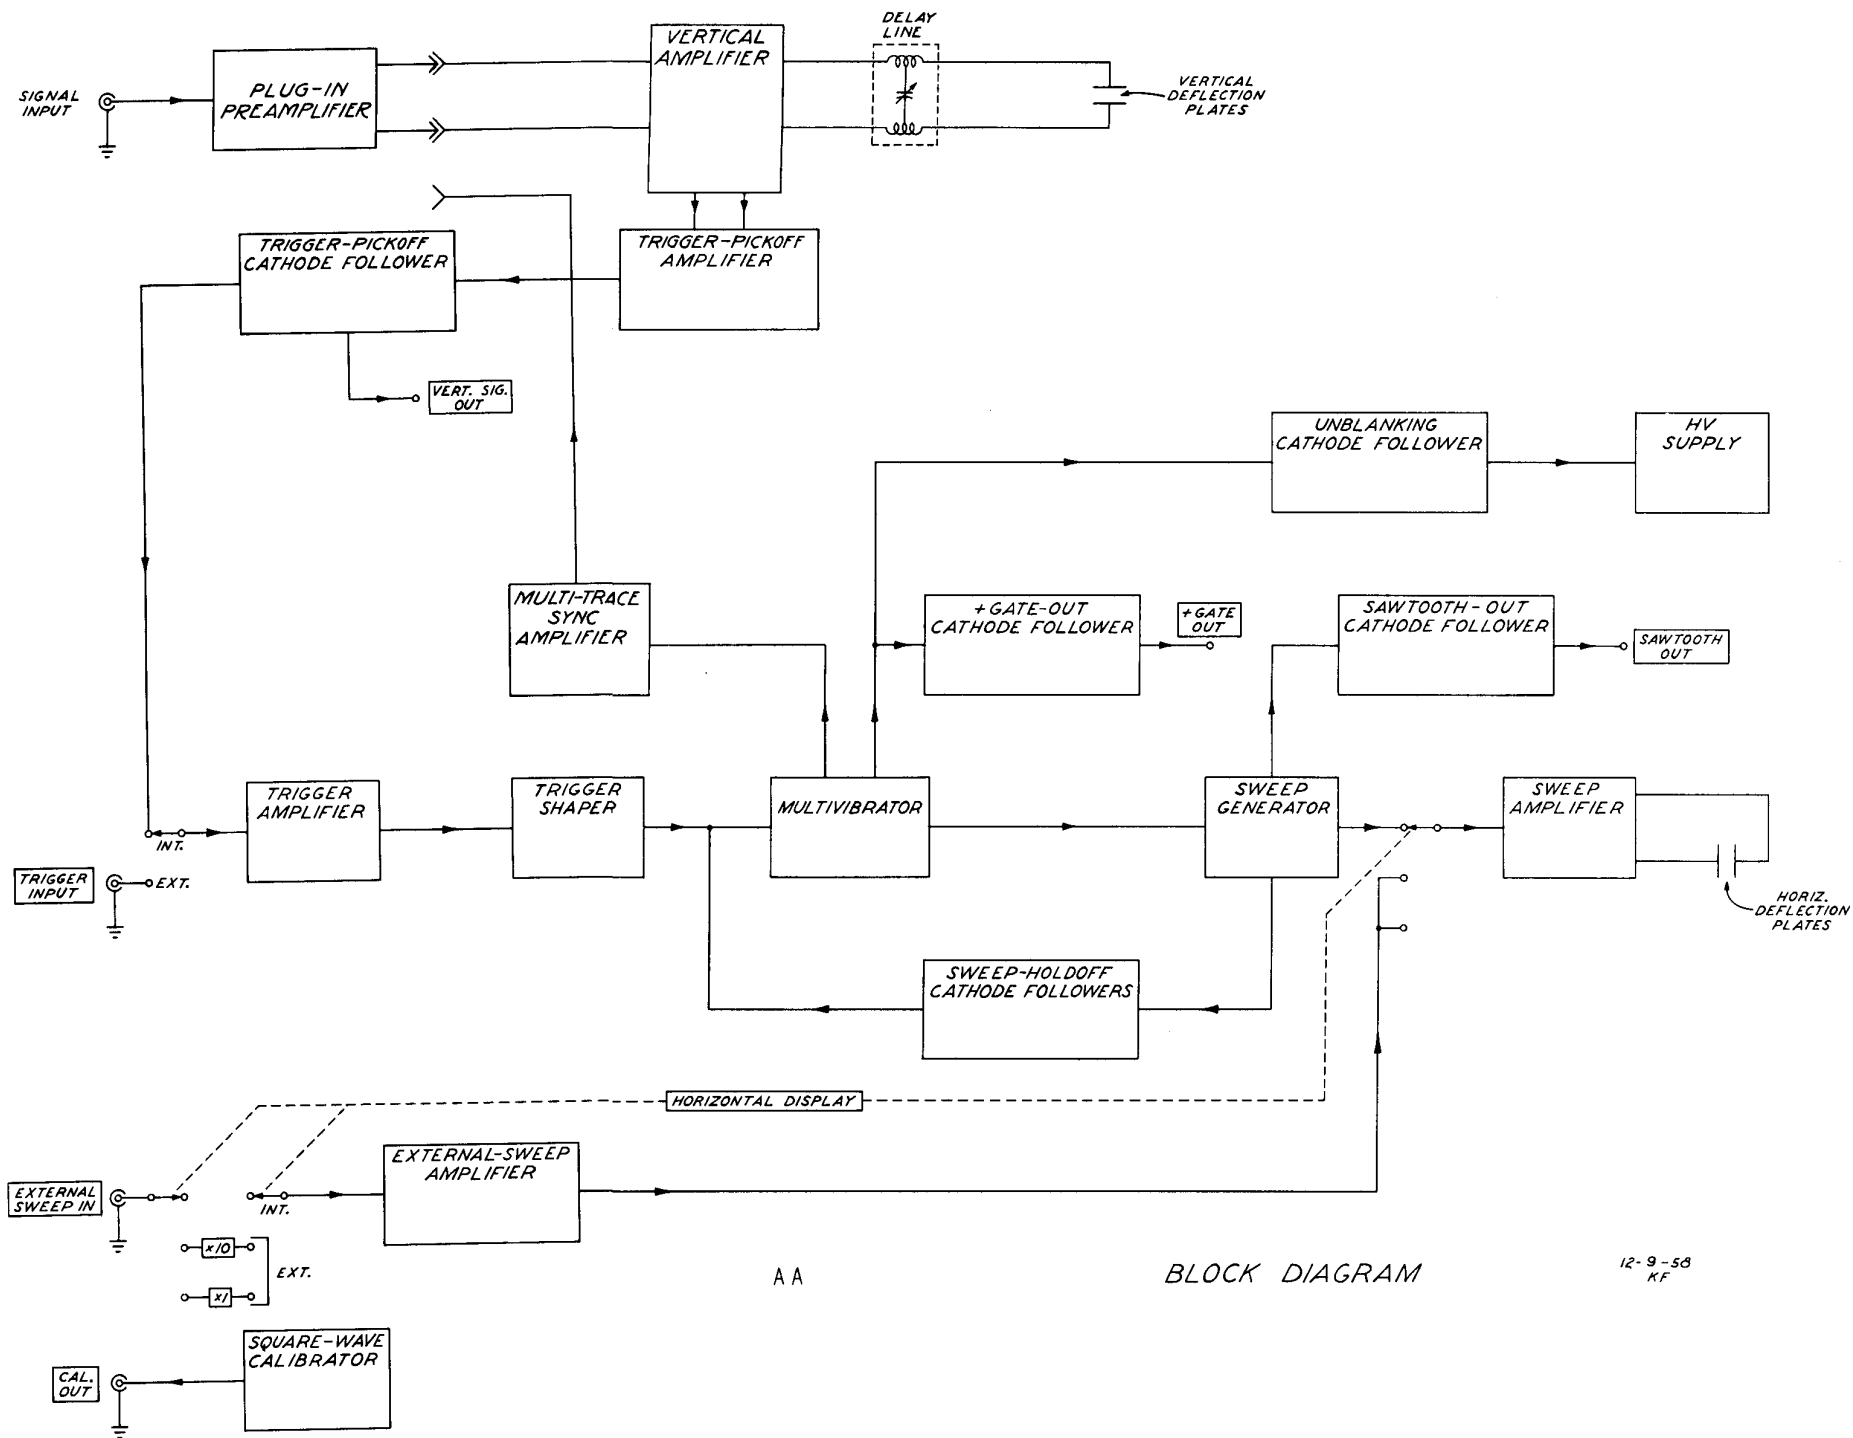 DELAY
LINE
VERTICAL
AMPLIFIER
SIGNAL
INPUT
PLUG-IN
PREAMPLIFIER
VERTICAL
DEFLECTION
PLATES
TRIGGER-PICKOFF
CATHODE FOLLOWER
TRIGGER-PICKOFF
AMPLIFIER
VERT. SIG.
OUT
UNBLANKING
CATHODE FOLLOWER
HV
SUPPLY
MULTI-TRACE
SYNC
AMPLIFIER
+GATE-OUT
CATHODE FOLLOWER
+GATE
OUT
SAWTOOTH-OUT
CATHODE FOLLOWER
SAWTOOTH
OUT
TRIGGER
AMPLIFIER
TRIGGER
SHAPER
MULTIVIBRATOR
SWEEP
GENERATOR
SWEEP
AMPLIFIER
INT.
TRIGGER
INPUT
EXT.
HORIZ.
DEFLECTION
PLATES
SWEEP-HOLDOFF
CATHODE FOLLOWERS
HORIZONTAL DISPLAY
EXTERNAL-SWEEP
AMPLIFIER
EXTERNAL
SWEEP IN
INT.
x10
EXT.
x1
AA
BLOCK DIAGRAM
12-9-58
KF
SQUARE-WAVE
CALIBRATOR
CAL.
OUT